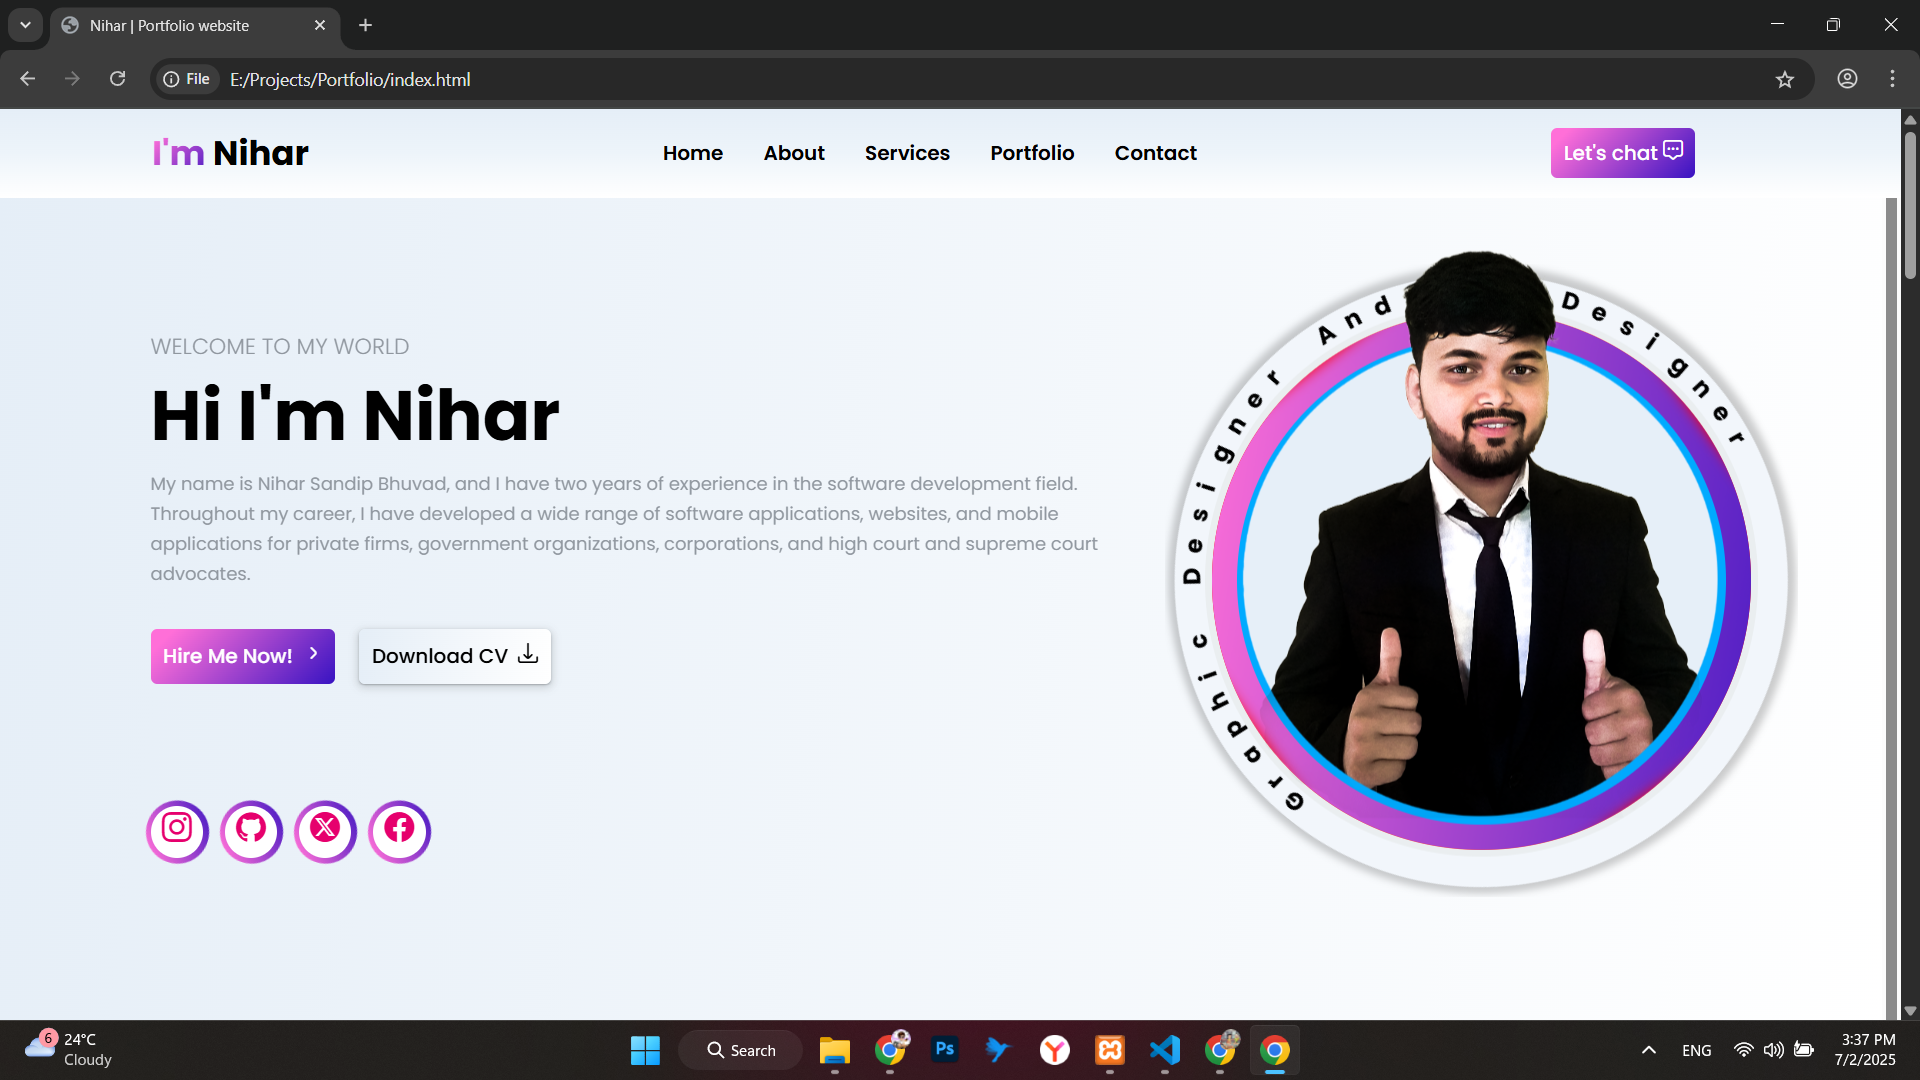 Nihar | Portfolio website
File
E:/Projects/Portfolio/index.html
I'm Nihar
Home
About
Services
Portfolio
Contact
Let's chat
WELCOME TO MY WORLD
Hi I'm Nihar
My name is Nihar Sandip Bhuvad, and I have two years of experience in the software development field.
Throughout my career, I have developed a wide range of software applications, websites, and mobile
applications for private firms, government organizations, corporations, and high court and supreme court
advocates.
Hire Me Now!
Download CV
Graphic Designer And Designer
6
24°C
Cloudy
Search
Ps
ENG
3:37 PM
7/2/2025